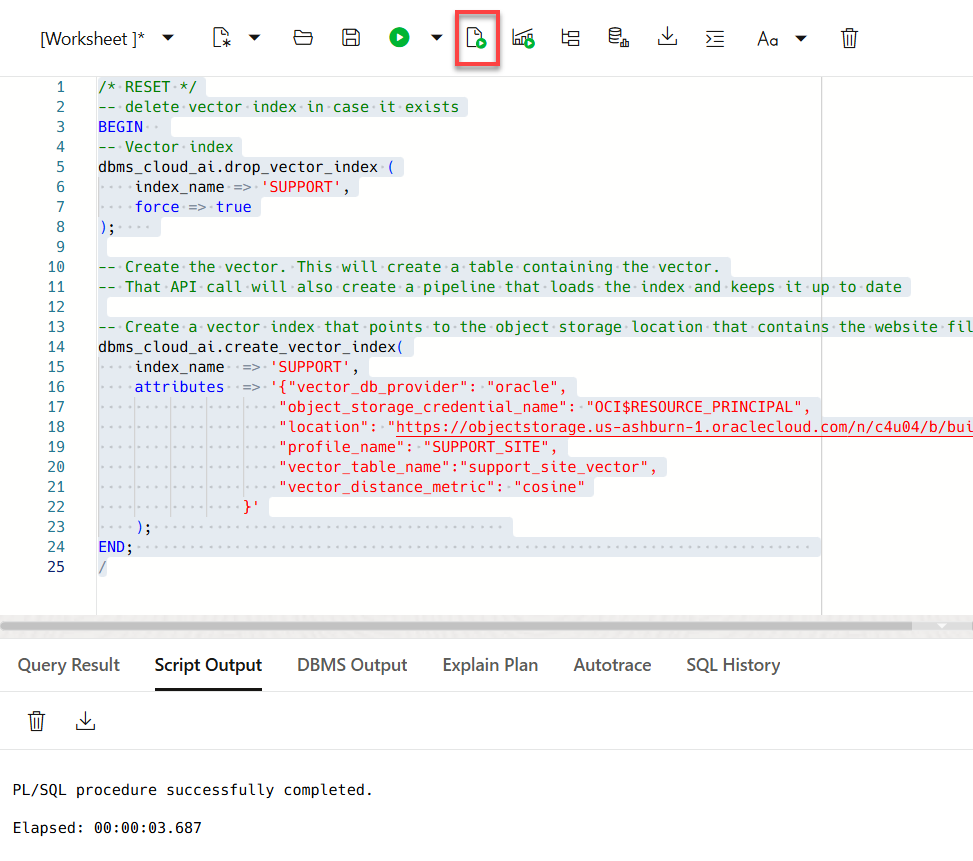 [Worksheet ]*
Aa
1 /* RESET */
2 -- delete vector index in case it exists
3 BEGIN
4 -- Vector index
5 dbms_cloud_ai.drop_vector_index (
6 index_name => 'SUPPORT',
7 force => true
8 );
9
10 -- Create the vector. This will create a table containing the vector.
11 -- That API call will also create a pipeline that loads the index and keeps it up to date
12
13 -- Create a vector index that points to the object storage location that contains the website fil
14 dbms_cloud_ai.create_vector_index(
15 index_name => 'SUPPORT',
16 attributes => '{"vector_db_provider": "oracle",
17 "object_storage_credential_name": "OCI$RESOURCE_PRINCIPAL",
18 "location": "https://objectstorage.us-ashburn-1.oraclecloud.com/n/c4u04/b/bui
19 "profile_name": "SUPPORT_SITE",
20 "vector_table_name":"support_site_vector",
21 "vector_distance_metric": "cosine"
22 }'
23 );
24 END;
25 /
Query Result Script Output DBMS Output Explain Plan Autotrace SQL History
PL/SQL procedure successfully completed.
Elapsed: 00:00:03.687